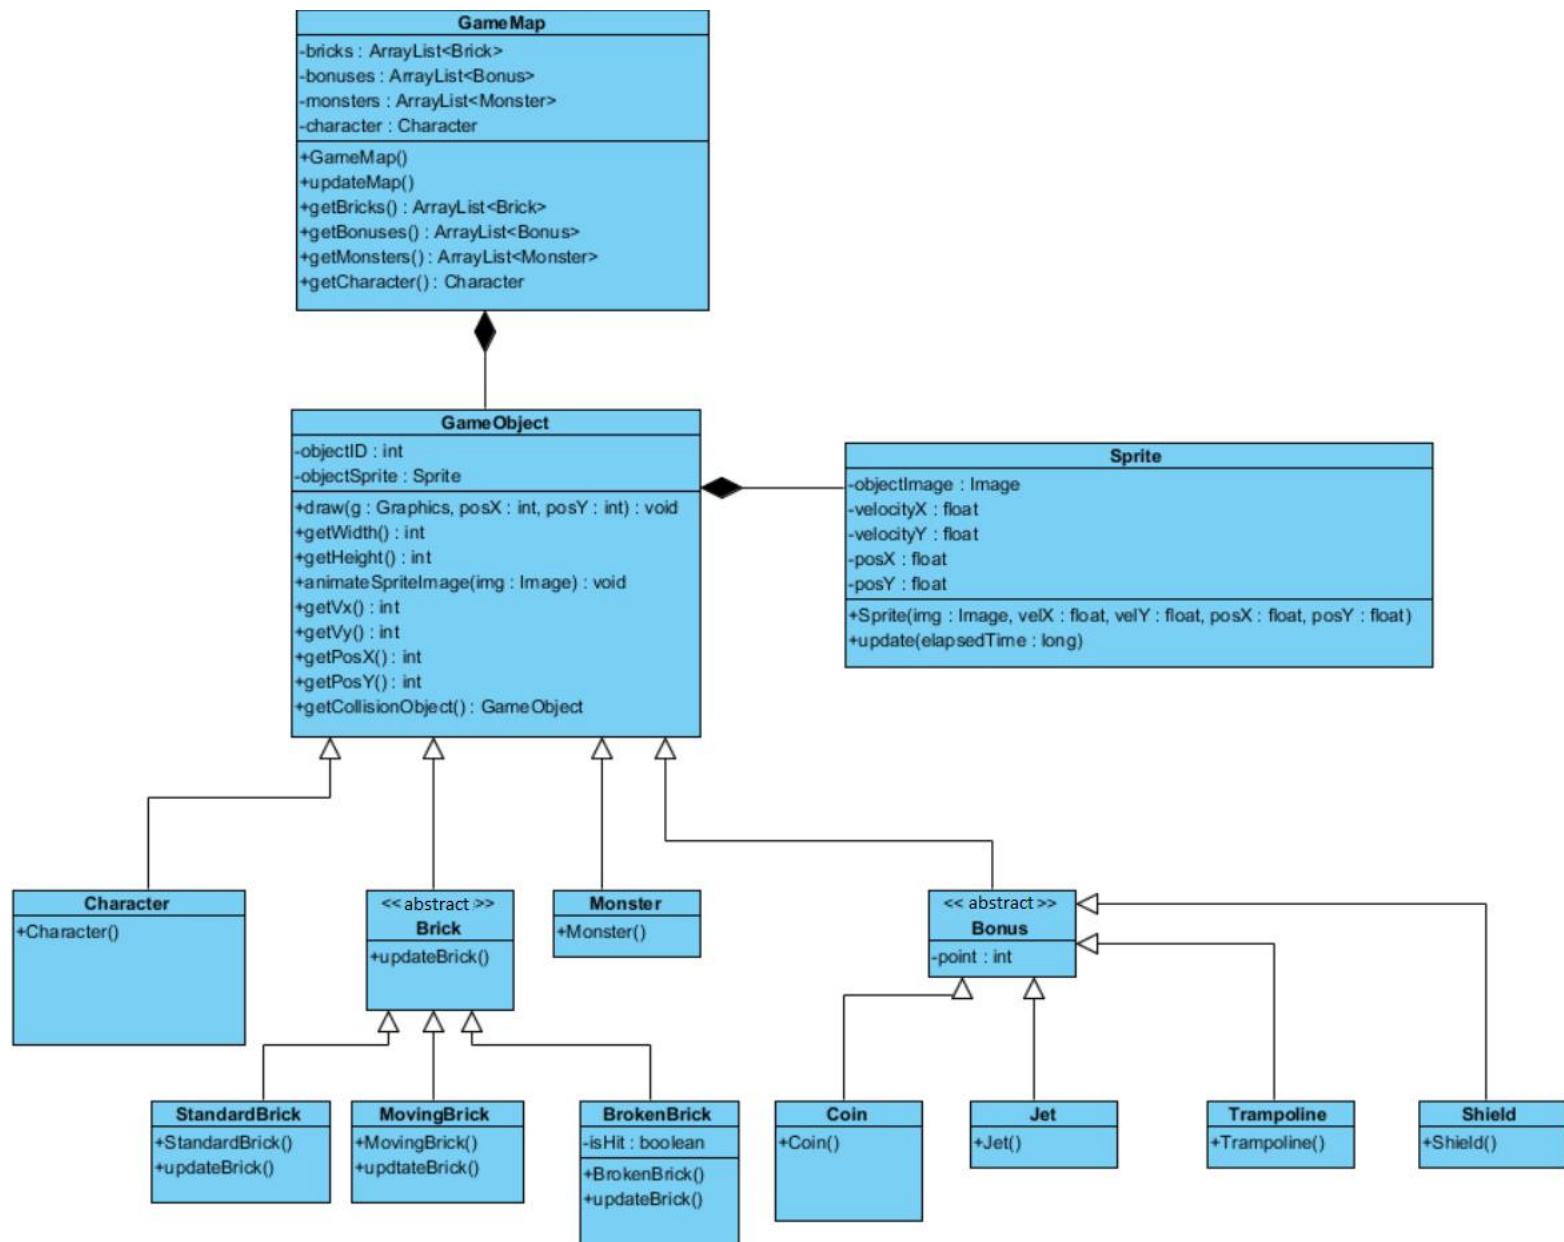 GameMap
-bricks : ArrayList<Brick>
-bonuses : ArrayList<Bonus>
-monsters : ArrayList<Monster>
-character : Character
+GameMap()
+updateMap()
+getBricks() : ArrayList<Brick>
+getBonuses() : ArrayList<Bonus>
+getMonsters() : ArrayList<Monster>
+getCharacter() : Character
GameObject
-objectID : int
-objectSprite : Sprite
+draw(g : Graphics, posX : int, posY : int) : void
+getWidth() : int
+getHeight() : int
+animateSpriteImage(img : Image) : void
+getVx() : int
+getVy() : int
+getPosX() : int
+getPosY() : int
+getCollisionObject() : GameObject
Sprite
-objectImage : Image
-velocityX : float
-velocityY : float
-posX : float
-posY : float
+Sprite(img : Image, velX : float, velY : float, posX : float, posY : float)
+update(elapsedTime : long)
Character
+Character()
<< abstract >>
Brick
+updateBrick()
Monster
+Monster()
<< abstract >>
Bonus
-point : int
StandardBrick
+StandardBrick()
+updateBrick()
MovingBrick
+MovingBrick()
+updtateBrick()
BrokenBrick
-isHit : boolean
+BrokenBrick()
+updateBrick()
Coin
+Coin()
Jet
+Jet()
Trampoline
+Trampoline()
Shield
+Shield()